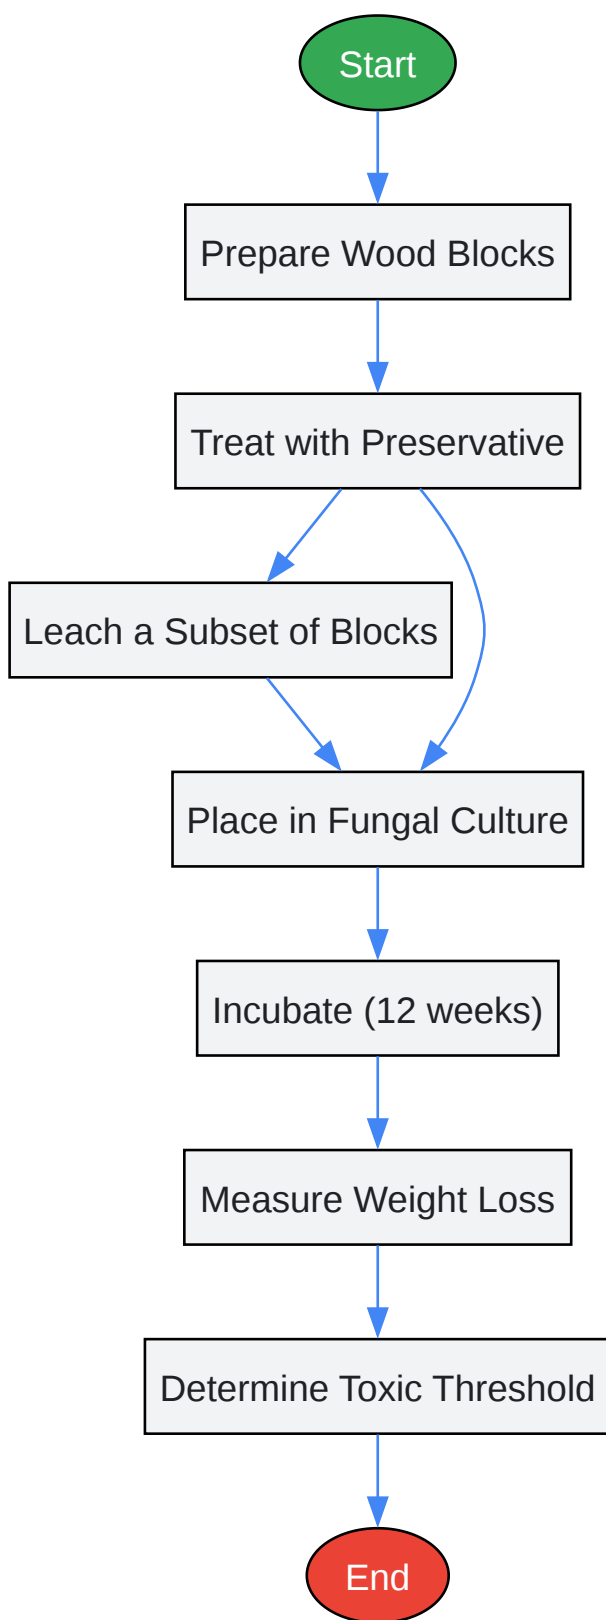 Start
Prepare Wood Blocks
Treat with Preservative
Leach a Subset of Blocks
Place in Fungal Culture
Incubate (12 weeks)
Measure Weight Loss
Determine Toxic Threshold
End